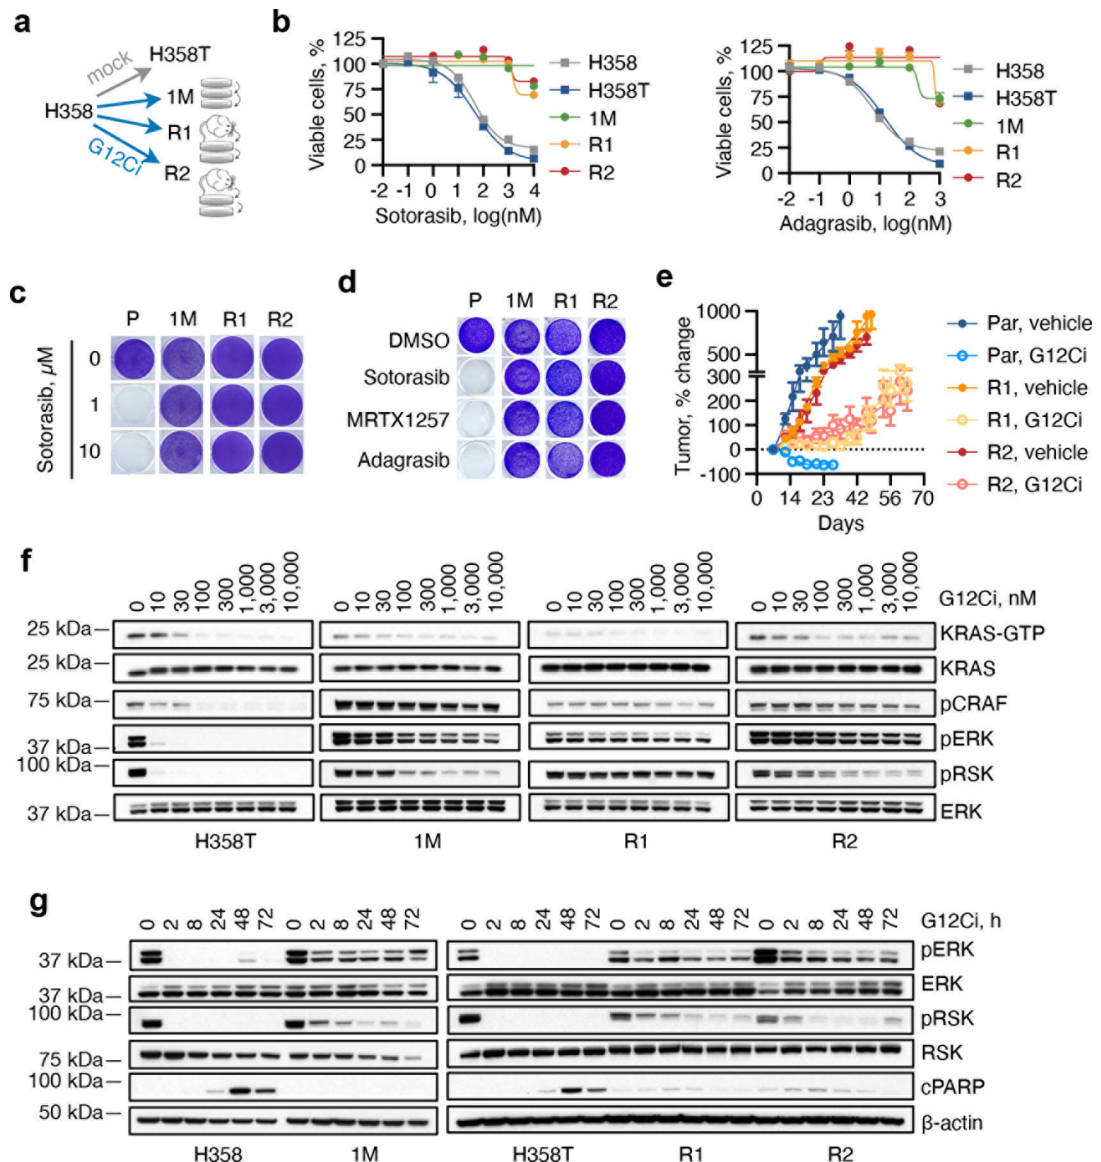 a
mock
H358T
H358
1M
R1
G12Ci
R2
b
Viable cells, %
125
100
75
50
25
0
-2 -1 0 1 2 3 4
Sotorasib, log(nM)
H358
H358T
1M
R1
R2
Viable cells, %
125
100
75
50
25
0
-2 -1 0 1 2 3
Adagrasib, log(nM)
H358
H358T
1M
R1
R2
c
P 1M R1 R2
Sotorasib, µM
0
1
10
d
P 1M R1 R2
DMSO
Sotorasib
MRTX1257
Adagrasib
e
Tumor, % change
1000
500
300
200
100
0
-100
0 14 23 42 56 70
Days
Par, vehicle
Par, G12Ci
R1, vehicle
R1, G12Ci
R2, vehicle
R2, G12Ci
f
0 10 30 100 300 1,000 3,000 10,000 0 10 30 100 300 1,000 3,000 10,000 0 10 30 100 300 1,000 3,000 10,000 0 10 30 100 300 1,000 3,000 10,000 G12Ci, nM
25 kDa KRAS-GTP
25 kDa KRAS
75 kDa pCRAF
37 kDa pERK
100 kDa pRSK
37 kDa ERK
H358T 1M R1 R2
g
0 2 8 24 48 72 0 2 8 24 48 72 0 2 8 24 48 72 0 2 8 24 48 72 0 2 8 24 48 72 G12Ci, h
37 kDa pERK
37 kDa ERK
100 kDa pRSK
75 kDa RSK
100 kDa cPARP
50 kDa β-actin
H358 1M H358T R1 R2